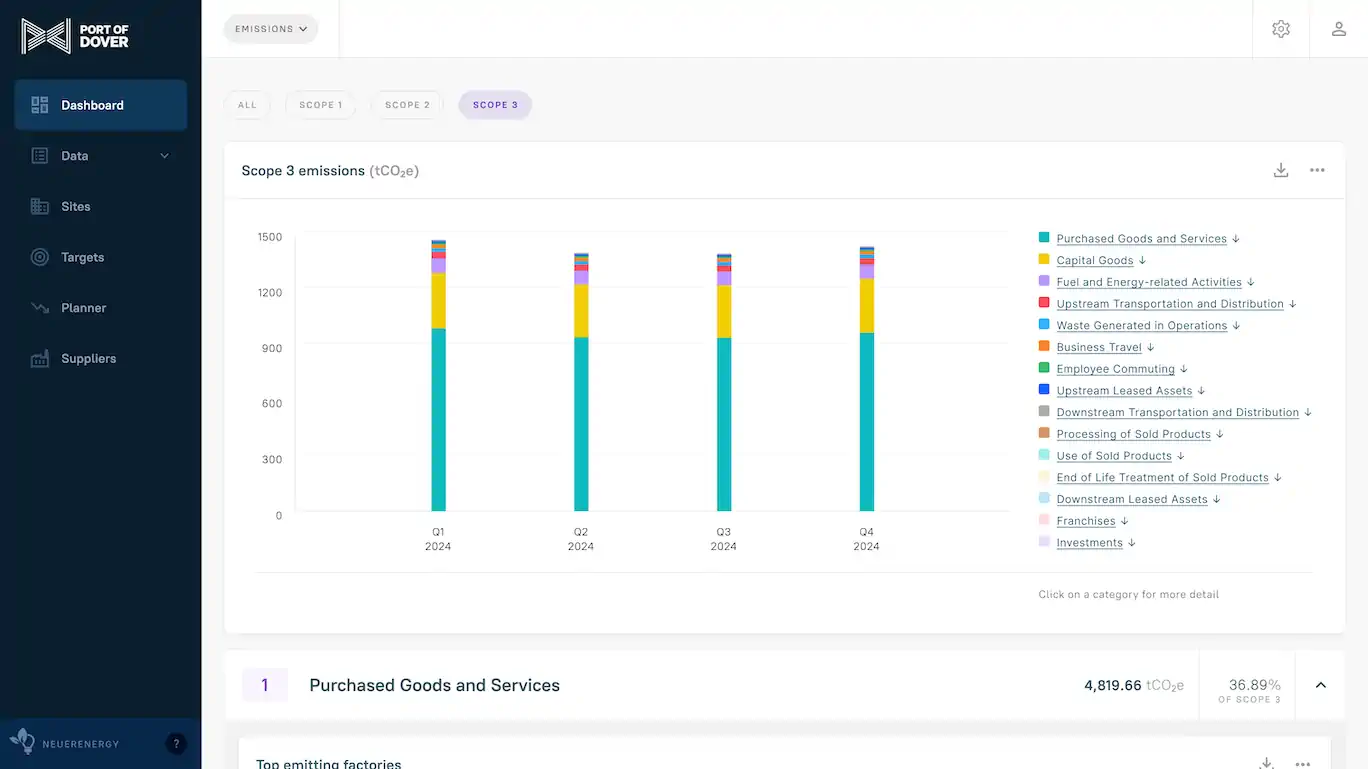 PORT OF
DOVER
EMISSIONS
Dashboard
Data
Sites
Targets
Planner
Suppliers
NEUERENERGY
?
ALL
SCOPE 1
SCOPE 2
SCOPE 3
Scope 3 emissions (tCO₂e)
1500
1200
900
600
300
0
Q1
2024
Q2
2024
Q3
2024
Q4
2024
Purchased Goods and Services ↓
Capital Goods ↓
Fuel and Energy-related Activities ↓
Upstream Transportation and Distribution ↓
Waste Generated in Operations ↓
Business Travel ↓
Employee Commuting ↓
Upstream Leased Assets ↓
Downstream Transportation and Distribution ↓
Processing of Sold Products ↓
Use of Sold Products ↓
End of Life Treatment of Sold Products ↓
Downstream Leased Assets ↓
Franchises ↓
Investments ↓
Click on a category for more detail
1
Purchased Goods and Services
4,819.66 tCO₂e
36.89%
OF SCOPE 3
Top emitting factories